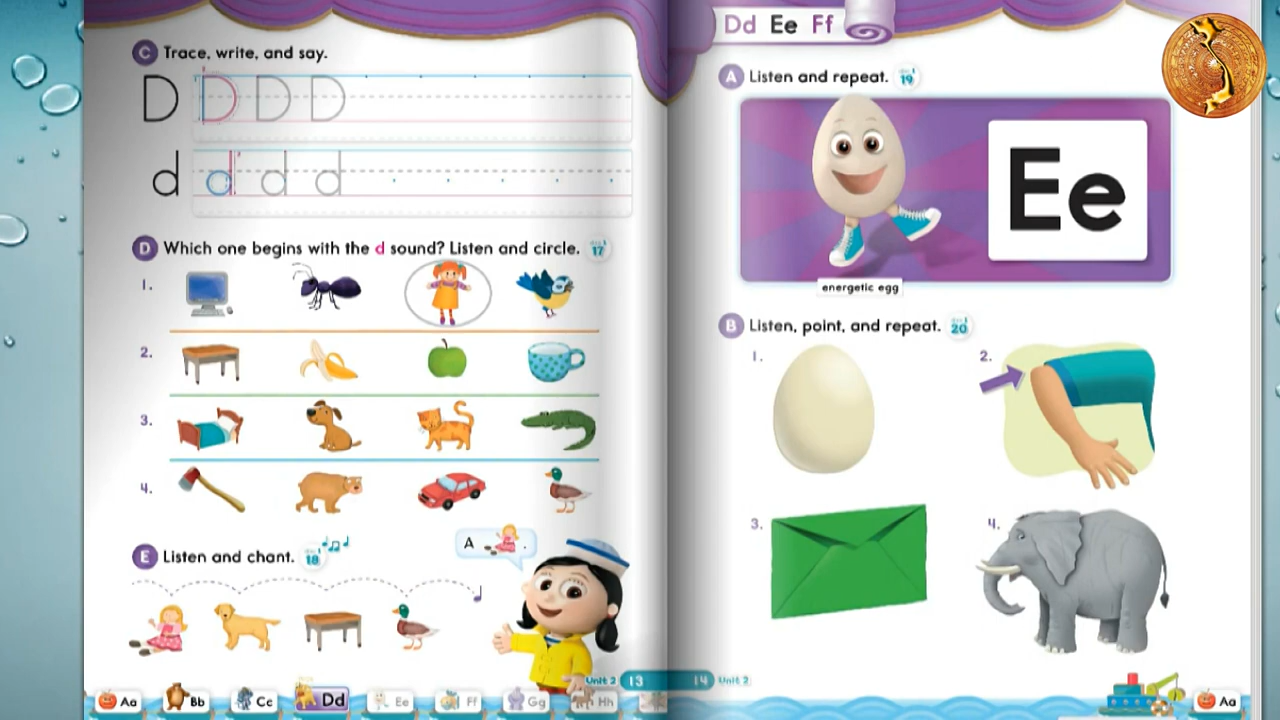 C Trace, write, and say.
D D D D
d d d d
D Which one begins with the d sound? Listen and circle. 17
1.
2.
3.
4.
E Listen and chant. 18
A .
Unit 2 13
Aa Bb Cc Dd Ee Ff Gg Hh
Dd Ee Ff
A Listen and repeat. 19
Ee
energetic egg
B Listen, point, and repeat. 20
1. 2.
3. 4.
14 Unit 2
Aa